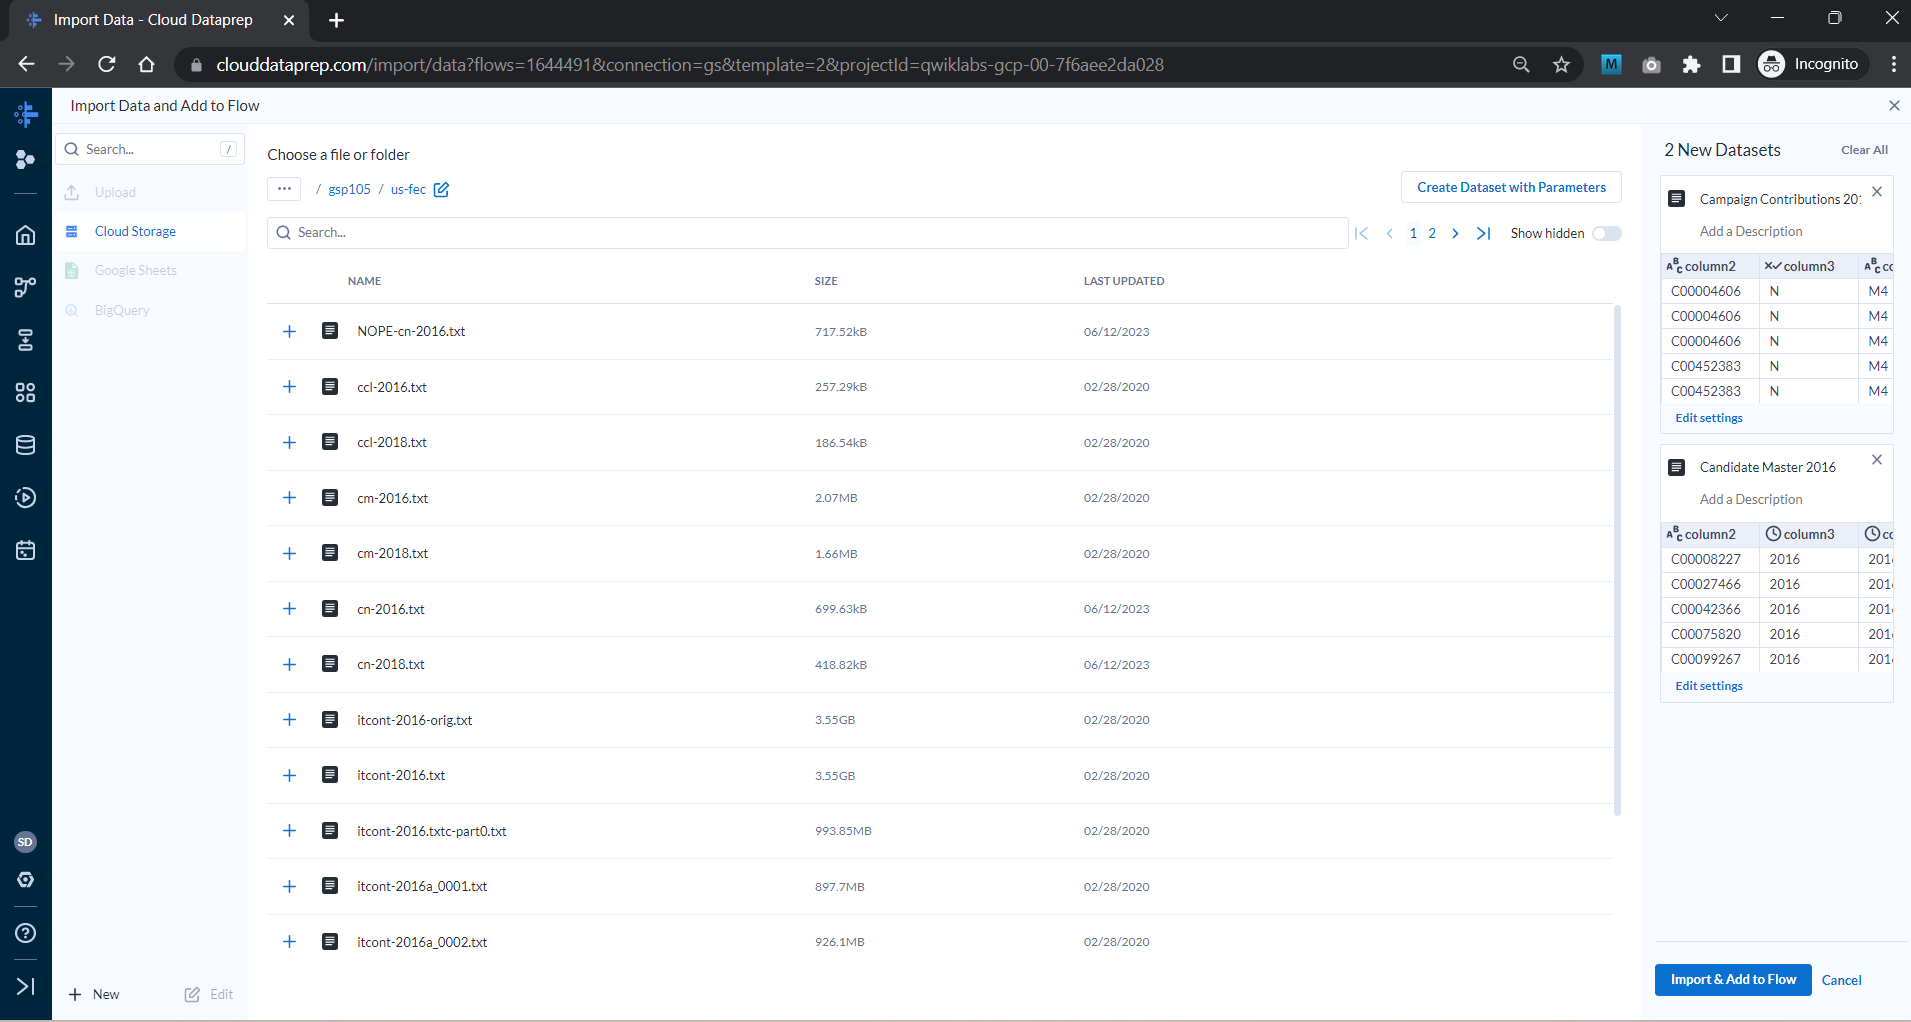 Import Data - Cloud Dataprep
clouddataprep.com/import/data?flows=1644491&connection=gs&template=2&projectId=qwiklabs-gcp-00-7f6aee2da028
M
Incognito
Import Data and Add to Flow
Search... /
Upload
Cloud Storage
Google Sheets
BigQuery
SD
New
Edit
Choose a file or folder
... / gsp105 / us-fec
Create Dataset with Parameters
Search...
1 2
Show hidden
NAME SIZE LAST UPDATED
NOPE-cn-2016.txt 717.52kB 06/12/2023
ccl-2016.txt 257.29kB 02/28/2020
ccl-2018.txt 186.54kB 02/28/2020
cm-2016.txt 2.07MB 02/28/2020
cm-2018.txt 1.66MB 02/28/2020
cn-2016.txt 699.63kB 06/12/2023
cn-2018.txt 418.82kB 06/12/2023
itcont-2016-orig.txt 3.55GB 02/28/2020
itcont-2016.txt 3.55GB 02/28/2020
itcont-2016.txtc-part0.txt 993.85MB 02/28/2020
itcont-2016a_0001.txt 897.7MB 02/28/2020
itcont-2016a_0002.txt 926.1MB 02/28/2020
2 New Datasets Clear All
Campaign Contributions 201
Add a Description
ABC column2 column3 ABC cc
C00004606 N M4
C00004606 N M4
C00004606 N M4
C00452383 N M4
C00452383 N M4
Edit settings
Candidate Master 2016
Add a Description
ABC column2 column3 cc
C00008227 2016 201
C00027466 2016 201
C00042366 2016 201
C00075820 2016 201
C00099267 2016 201
Edit settings
Import & Add to Flow Cancel